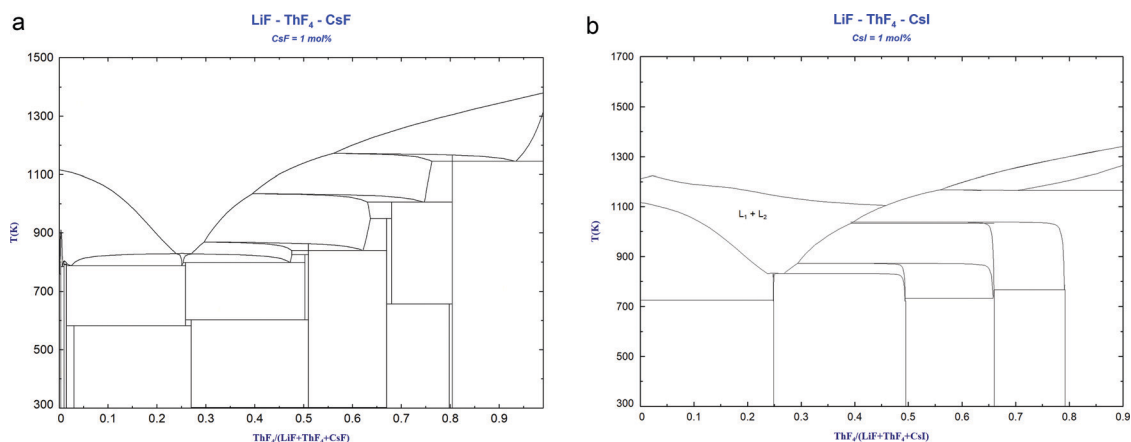 a
LiF - ThF₄ - CsF
CsF = 1 mol%
1500
1300
1100
900
700
500
300
T(K)
0 0.1 0.2 0.3 0.4 0.5 0.6 0.7 0.8 0.9
ThF₄/(LiF+ThF₄+CsF)
b
LiF - ThF₄ - CsI
CsI = 1 mol%
1700
1500
1300
1100
900
700
500
300
T(K)
L₁ + L₂
0 0.1 0.2 0.3 0.4 0.5 0.6 0.7 0.8 0.9
ThF₄/(LiF+ThF₄+CsI)